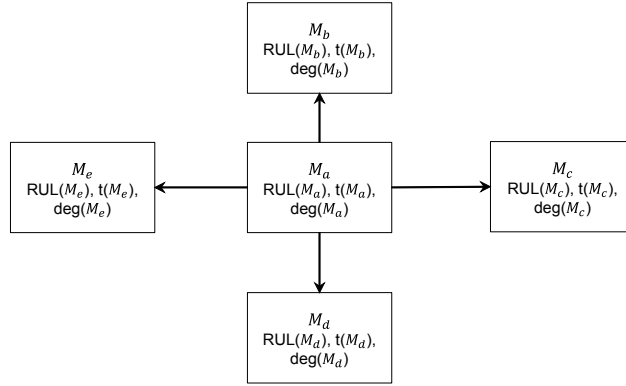 M_b
RUL(M_b), t(M_b),
deg(M_b)
M_e
RUL(M_e), t(M_e),
deg(M_e)
M_a
RUL(M_a), t(M_a),
deg(M_a)
M_c
RUL(M_c), t(M_c),
deg(M_c)
M_d
RUL(M_d), t(M_d),
deg(M_d)